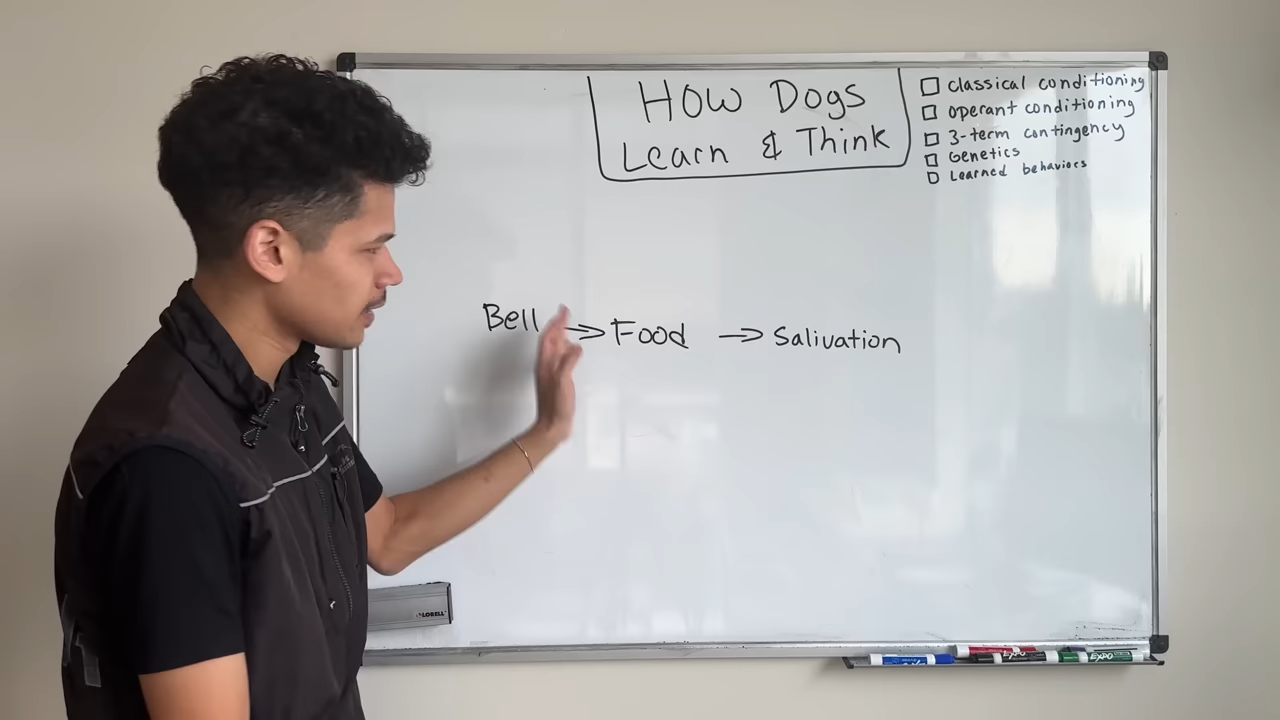 How Dogs
Learn & Think
classical conditioning
operant conditioning
3-term contingency
Genetics
Learned behaviors
Bell → Food → Salivation
LORELL
EXPO
EXPO